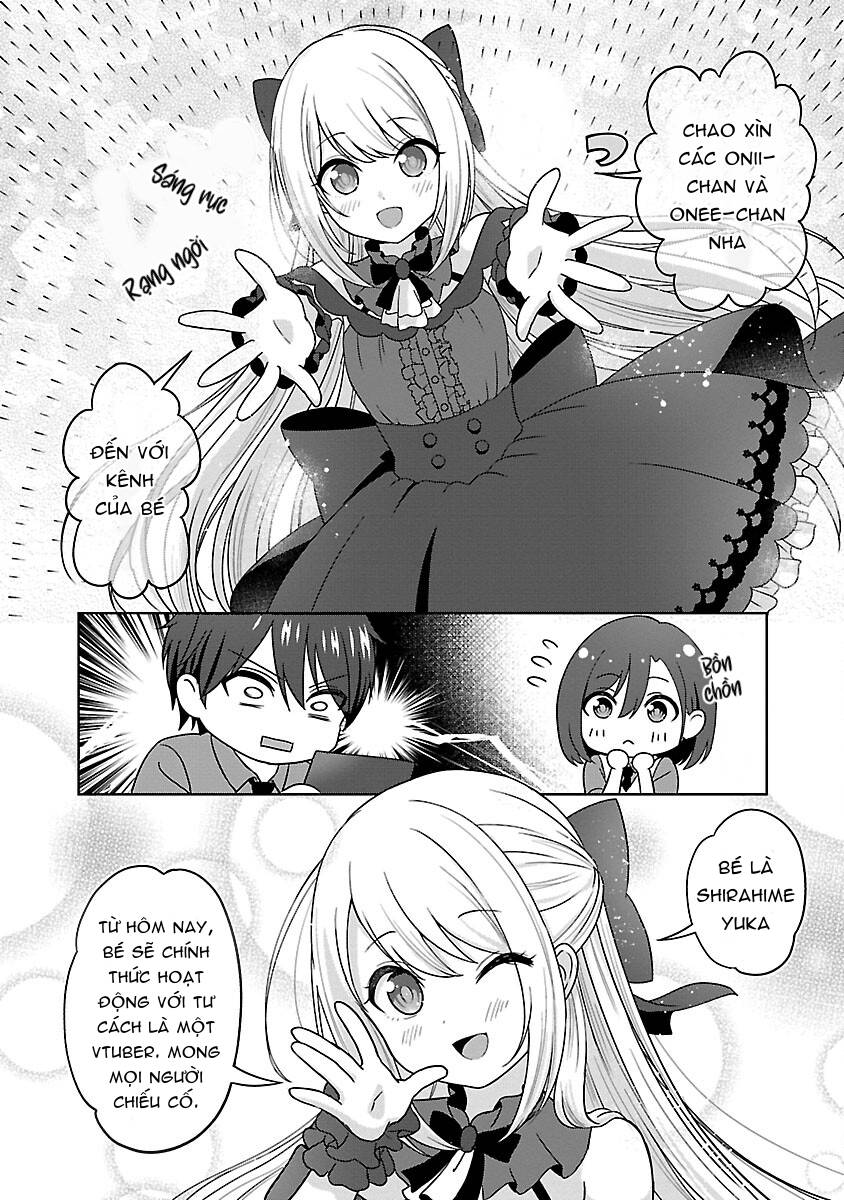 CHAO XÌN
CÁC ONII-
CHAN VÀ
ONEE-CHAN
NHA
Sáng rực
Rạng ngời
ĐẾN VỚI
KÊNH
CỦA BÉ
Bồn
chồn
BÉ LÀ
SHIRAHIME
YUKA
TỪ HÔM NAY,
BÉ SẼ CHÍNH
THỨC HOẠT
ĐỘNG VỚI TƯ
CÁCH LÀ MỘT
VTUBER. MONG
MỌI NGƯỜI
CHIẾU CỐ.